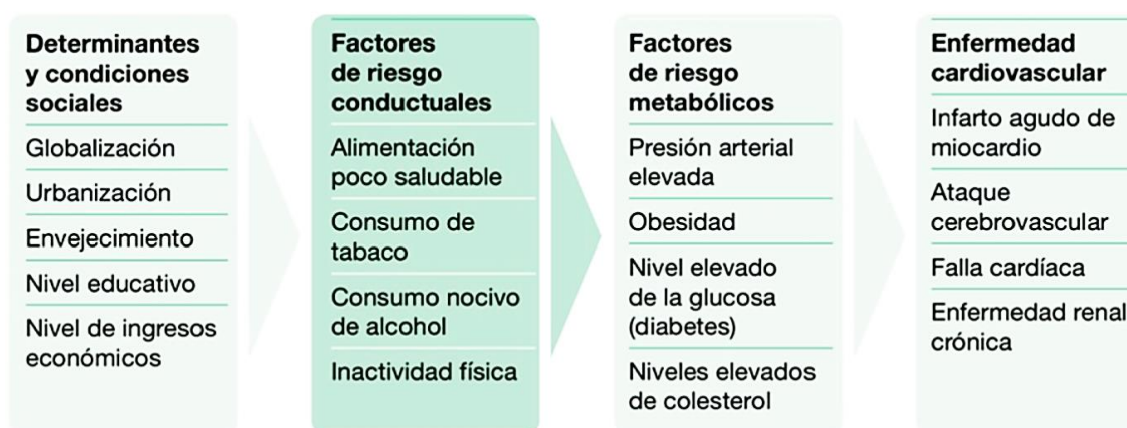 Determinantes
y condiciones
sociales
Globalización
Urbanización
Envejecimiento
Nivel educativo
Nivel de ingresos
económicos
Factores
de riesgo
conductuales
Alimentación
poco saludable
Consumo de
tabaco
Consumo nocivo
de alcohol
Inactividad física
Factores
de riesgo
metabólicos
Presión arterial
elevada
Obesidad
Nivel elevado
de la glucosa
(diabetes)
Niveles elevados
de colesterol
Enfermedad
cardiovascular
Infarto agudo de
miocardio
Ataque
cerebrovascular
Falla cardíaca
Enfermedad renal
crónica